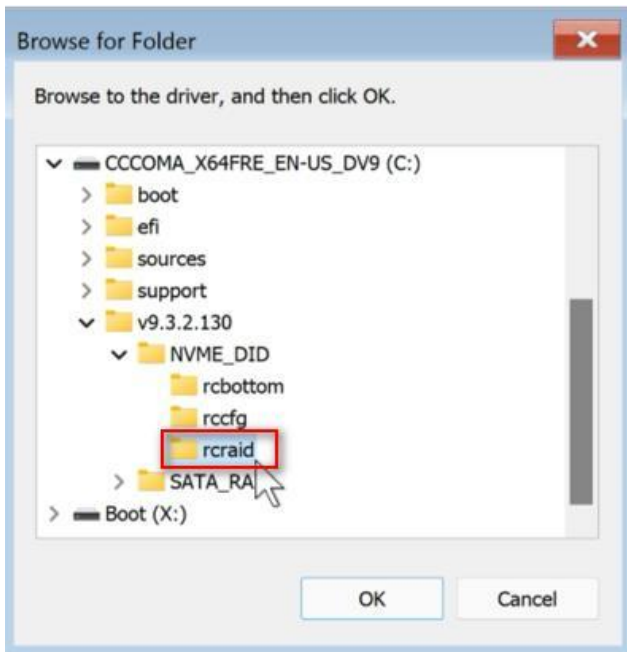 Browse for Folder
Browse to the driver, and then click OK.
CCCOMA_X64FRE_EN-US_DV9 (C:)
boot
efi
sources
support
v9.3.2.130
NVME_DID
rcbottom
rccfg
rcraid
SATA_RA
Boot (X:)
OK Cancel